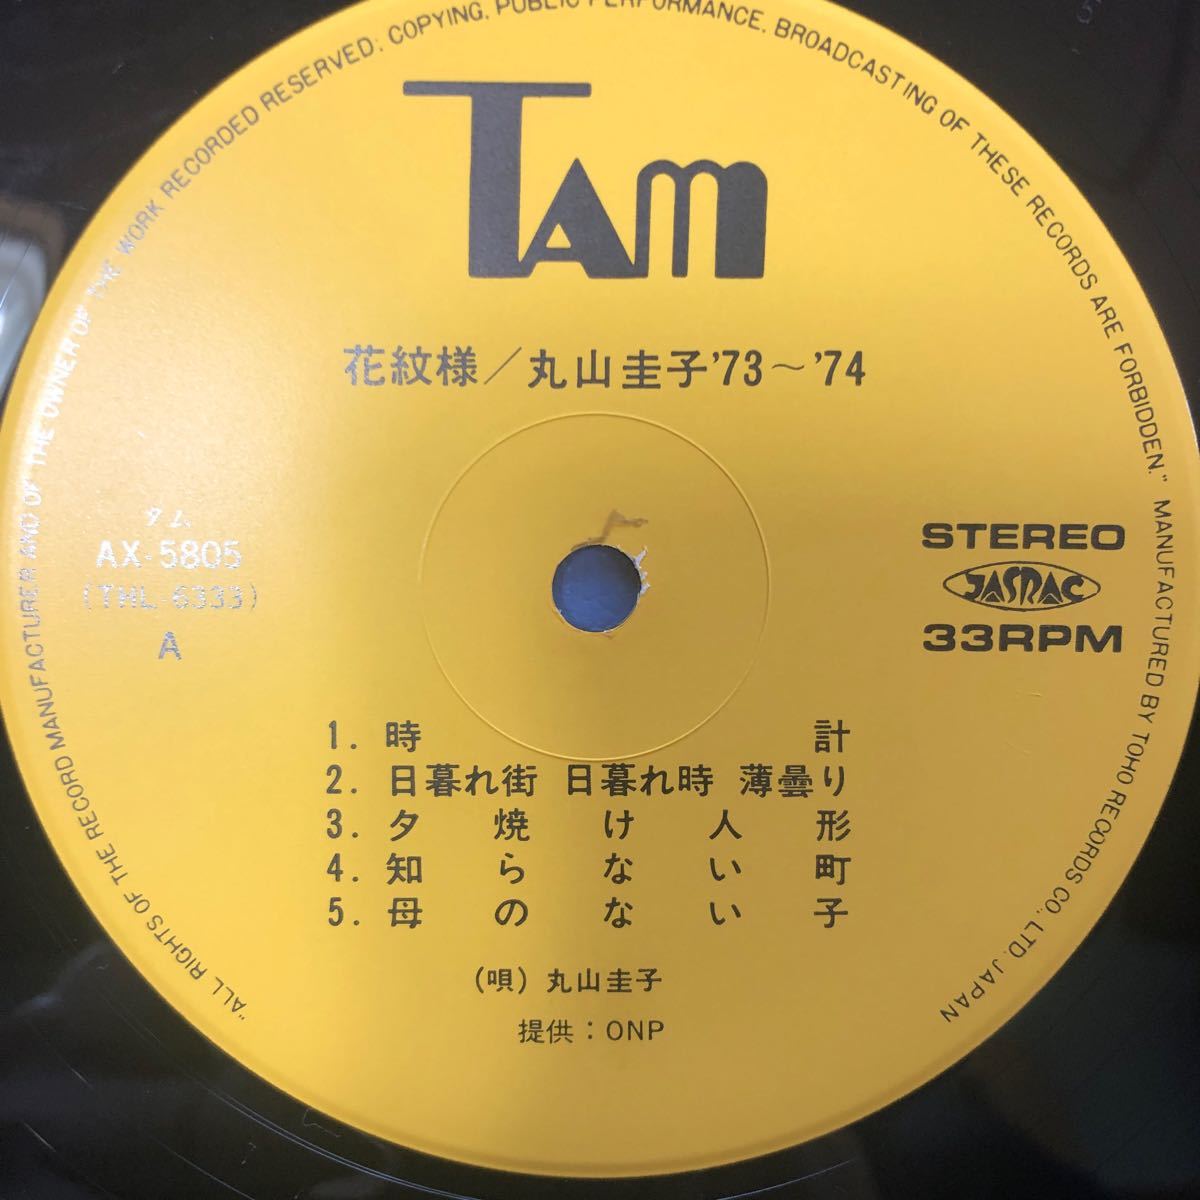 "ALL RIGHTS OF THE RECORD MANUFACTURER AND OF THE OWNER OF THE WORK RECORDED RESERVED: COPYING, PUBLIC PERFORMANCE, BROADCASTING OF THESE RECORDS ARE FORBIDDEN." MANUFACTURED BY TOHO RECORDS CO., LTD. JAPAN
TAM
花紋様／丸山圭子'73～'74
AX-5805
(THL-6333)
A
STEREO
JASRAC
33RPM
1. 時計
2. 日暮れ街 日暮れ時 薄曇り
3. 夕焼け人形
4. 知らない町
5. 母のない子
(唄) 丸山圭子
提供：ONP